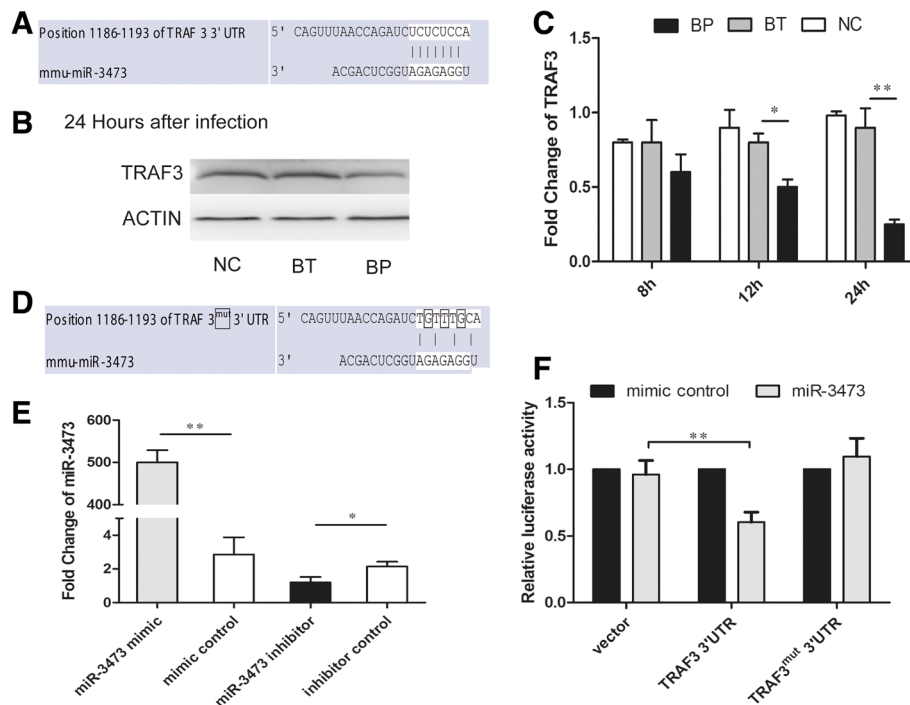 A
Position 1186-1193 of TRAF 3 3' UTR 5' CAGUUUAACCAGAUCUCUCUCCA
mmu-miR-3473 3' ACGACUCGGUAGAGAGGU
B
24 Hours after infection
TRAF3
ACTIN
NC BT BP
C
BP BT NC
Fold Change of TRAF3
1.5
1.0
0.5
0.0
* **
8h 12h 24h
D
Position 1186-1193 of TRAF 3 mut 3' UTR 5' CAGUUUAACCAGAUCTGTTTGCA
mmu-miR-3473 3' ACGACUCGGUAGAGAGGU
E
Fold Change of miR-3473
600
500
400
4
2
0
** *
miR-3473 mimic
mimic control
miR-3473 inhibitor
inhibitor control
F
mimic control miR-3473
Relative luciferase activity
1.5
1.0
0.5
0.0
**
vector
TRAF3 3'UTR
TRAF3mut 3'UTR